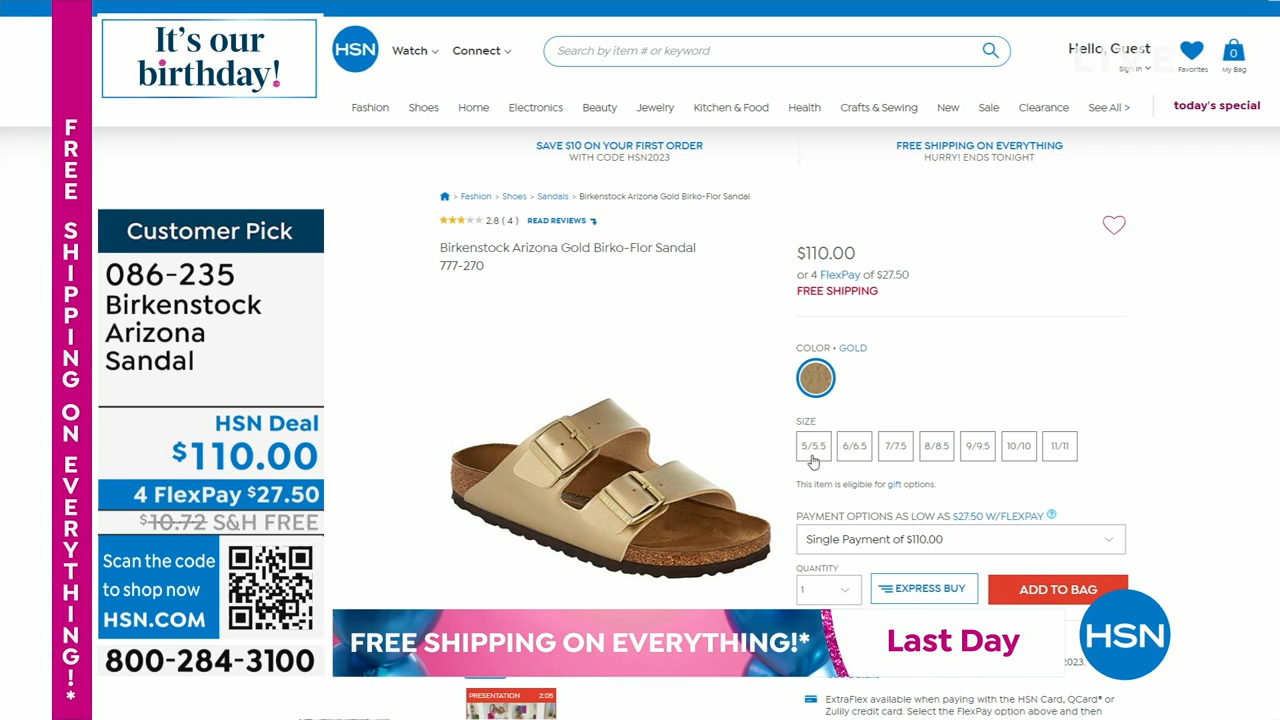 FREE SHIPPING ON EVERYTHING!*
It's our
birthday!
HSN
Watch
Connect
Search by item # or keyword
Hello, Guest
Sign In
LIVE
Favorites
0
My Bag
Fashion
Shoes
Home
Electronics
Beauty
Jewelry
Kitchen & Food
Health
Crafts & Sewing
New
Sale
Clearance
See All >
today's special
SAVE $10 ON YOUR FIRST ORDER
WITH CODE HSN2023
FREE SHIPPING ON EVERYTHING
HURRY! ENDS TONIGHT
> Fashion > Shoes > Sandals > Birkenstock Arizona Gold Birko-Flor Sandal
2.8 ( 4 ) READ REVIEWS
Birkenstock Arizona Gold Birko-Flor Sandal
777-270
$110.00
or 4 FlexPay of $27.50
FREE SHIPPING
COLOR • GOLD
SIZE
5/5.5
6/6.5
7/7.5
8/8.5
9/9.5
10/10
11/11
This item is eligible for gift options.
PAYMENT OPTIONS AS LOW AS $27.50 W/FLEXPAY ?
Single Payment of $110.00
QUANTITY
1
EXPRESS BUY
ADD TO BAG
Customer Pick
086-235
Birkenstock
Arizona
Sandal
HSN Deal
$110.00
4 FlexPay $27.50
$10.72 S&H FREE
Scan the code
to shop now
HSN.COM
800-284-3100
FREE SHIPPING ON EVERYTHING!*
Last Day
HSN
2023.
PRESENTATION 2:05
ExtraFlex available when paying with the HSN Card, QCard® or
Zulily credit card. Select the FlexPay option above and then